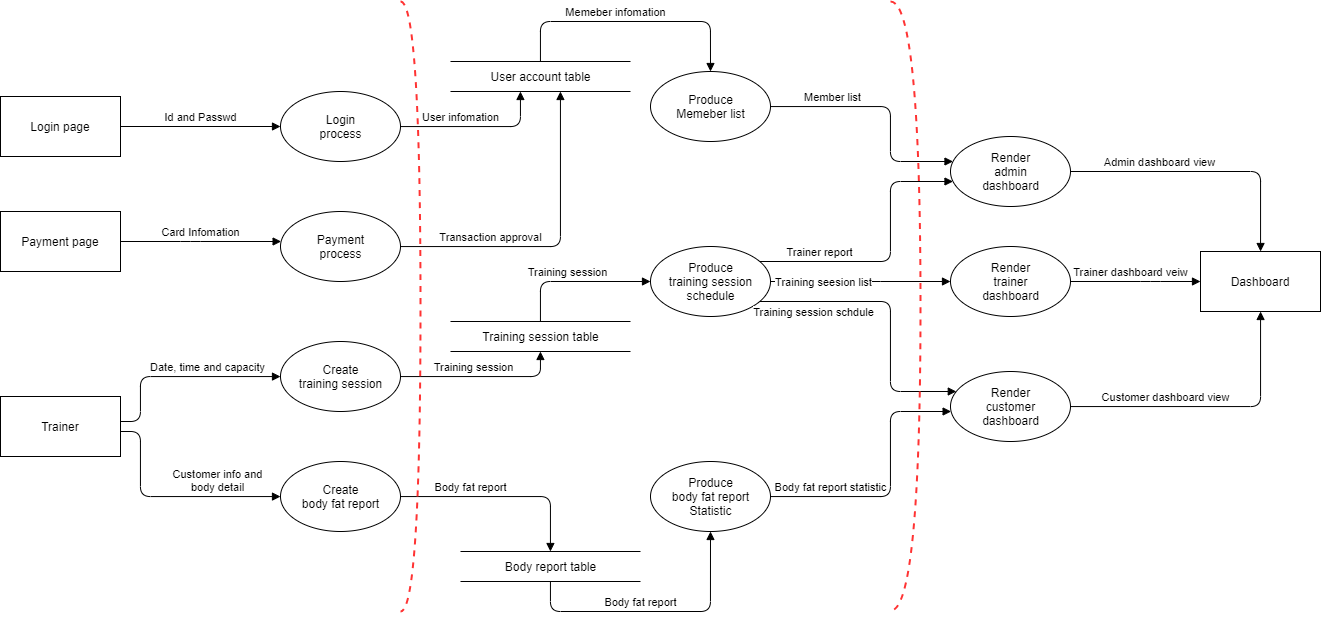 Memeber infomation
User account table
Produce
Memeber list
Member list
Login page
Id and Passwd
Login
process
User infomation
Render
admin
dashboard
Admin dashboard view
Payment page
Card Infomation
Payment
process
Transaction approval
Trainer report
Training session
Produce
training session
schedule
Training seesion list
Training session schdule
Render
trainer
dashboard
Trainer dashboard veiw
Dashboard
Training session table
Date, time and capacity
Create
training session
Training session
Render
customer
dashboard
Customer dashboard view
Trainer
Customer info and
body detail
Create
body fat report
Body fat report
Produce
body fat report
Statistic
Body fat report statistic
Body report table
Body fat report